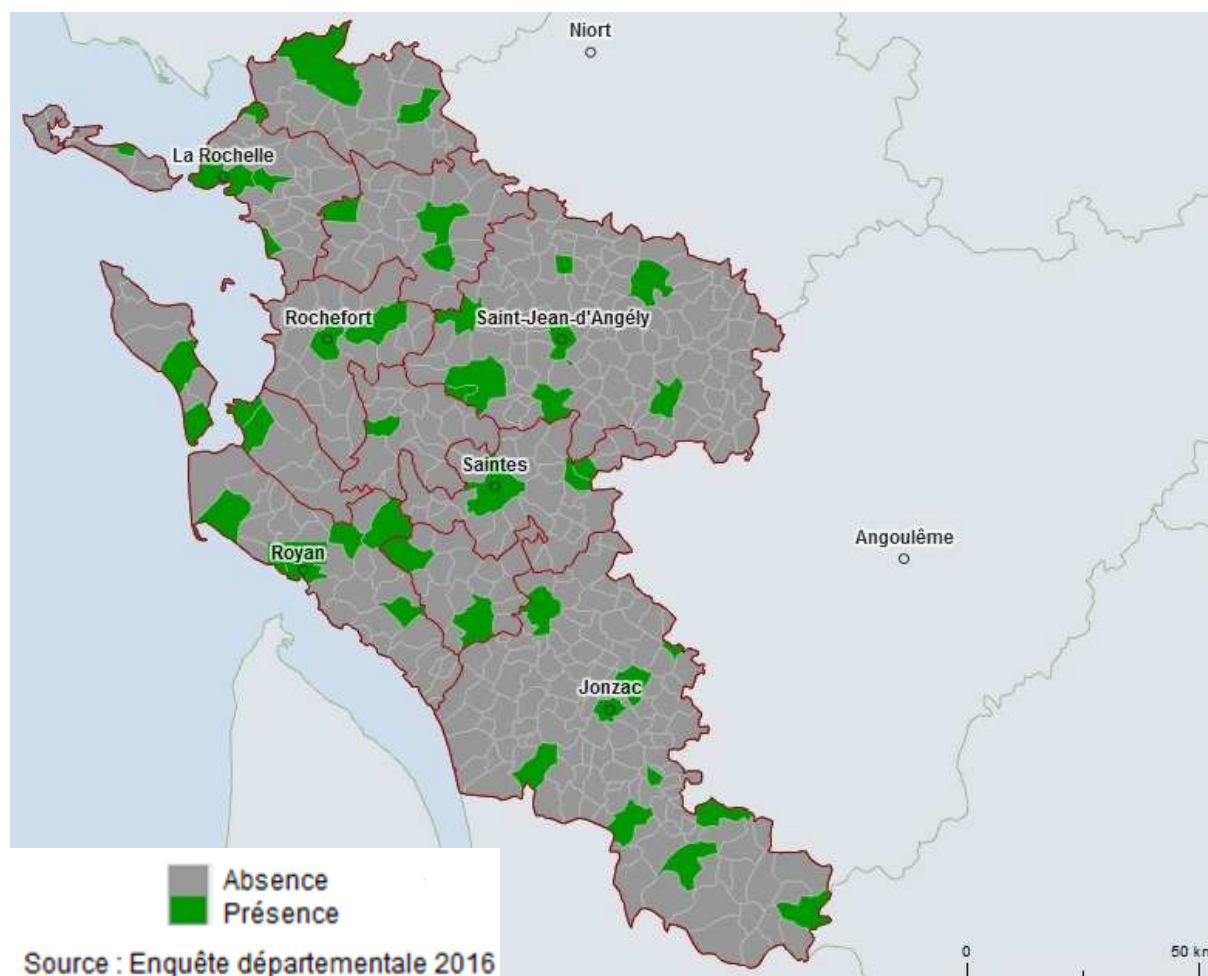 Niort
La Rochelle
Rochefort
Saint-Jean-d'Angély
Saintes
Royan
Angoulême
Jonzac
Absence
Présence
0 50 km
Source : Enquête départementale 2016